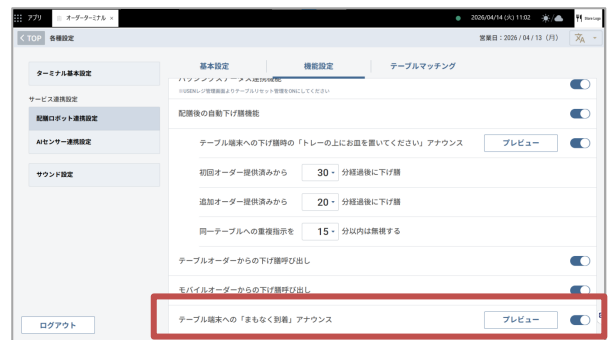 アプリ
オーダーターミナル ×
2026/04/14 (火) 11:02
< TOP 各種設定
営業日：2026 / 04 / 13 （月）
ターミナル基本設定
サービス連携設定
配膳ロボット連携設定
AIセンサー連携設定
サウンド設定
ログアウト
基本設定 機能設定 テーブルマッチング
※USENレジ管理画面よりテーブルリセット管理をONにしてください
配膳後の自動下げ膳機能
テーブル端末への下げ膳時の「トレーの上にお皿を置いてください」アナウンス プレビュー
初回オーダー提供済みから 30 分経過後に下げ膳
追加オーダー提供済みから 20 分経過後に下げ膳
同一テーブルへの重複指示を 15 分以内は無視する
テーブルオーダーからの下げ膳呼び出し
モバイルオーダーからの下げ膳呼び出し
テーブル端末への「まもなく到着」アナウンス プレビュー